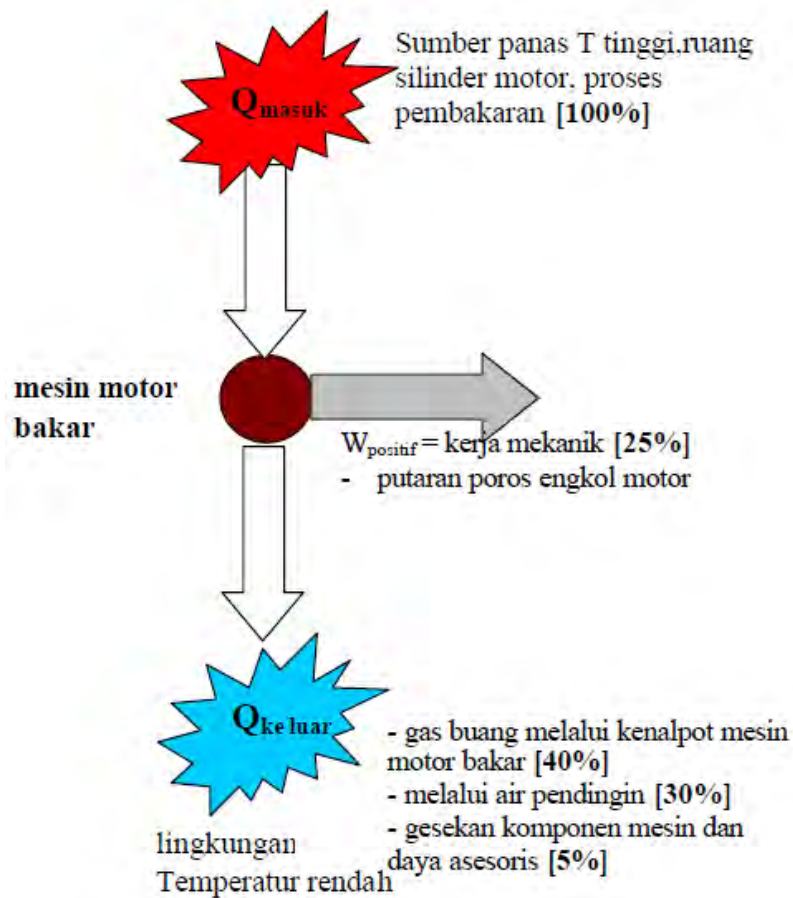 Sumber panas T tinggi,ruang
silinder motor, proses
pembakaran [100%]
Qmasuk
mesin motor
bakar
Wpositif = kerja mekanik [25%]
- putaran poros engkol motor
Qke luar
- gas buang melalui kenalpot mesin
motor bakar [40%]
- melalui air pendingin [30%]
- gesekan komponen mesin dan
daya asesoris [5%]
lingkungan
Temperatur rendah